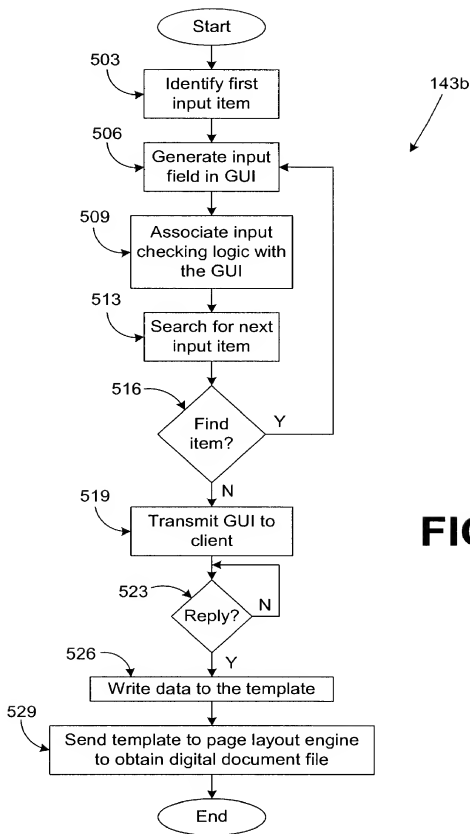 Start
503
Identify first
input item
143b
506
Generate input
field in GUI
509
Associate input
checking logic with
the GUI
513
Search for next
input item
516
Find
item?
Y
N
519
Transmit GUI to
client
FIG
523
Reply?
N
Y
526
Write data to the template
529
Send template to page layout engine
to obtain digital document file
End